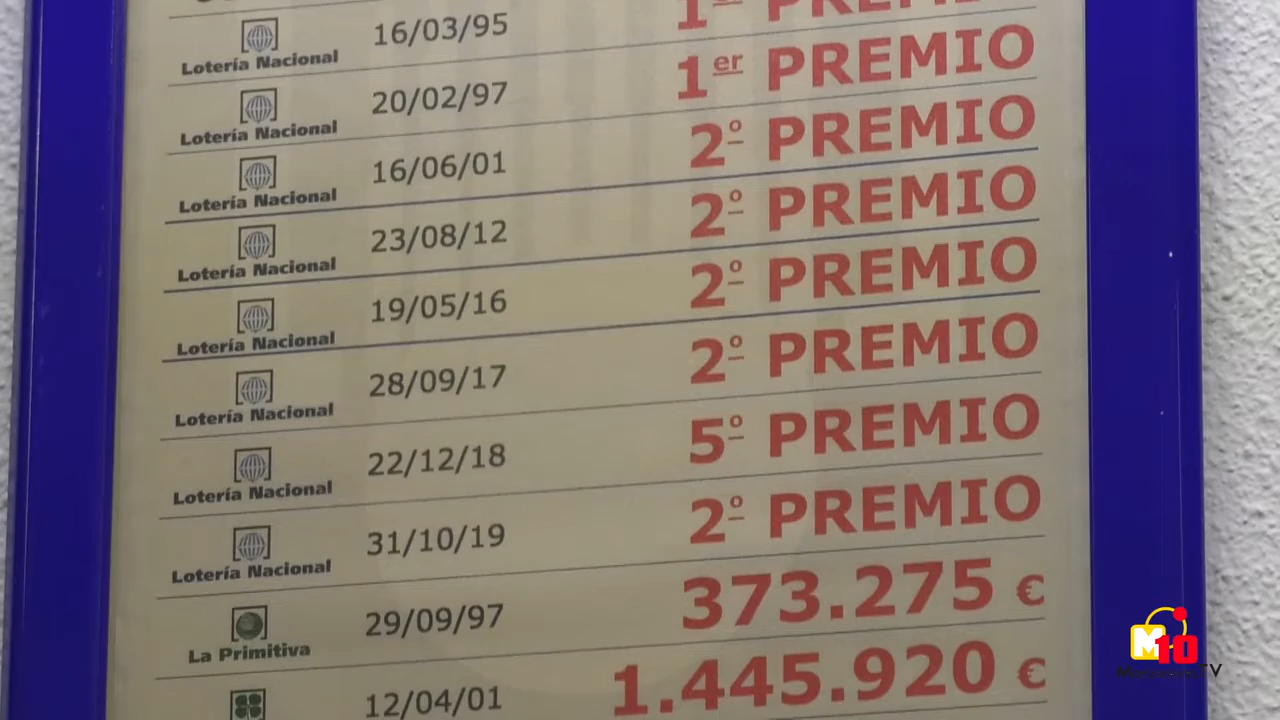 Lotería Nacional 16/03/95 1er PREMIO
Lotería Nacional 20/02/97 1er PREMIO
Lotería Nacional 16/06/01 2º PREMIO
Lotería Nacional 23/08/12 2º PREMIO
Lotería Nacional 19/05/16 2º PREMIO
Lotería Nacional 28/09/17 2º PREMIO
Lotería Nacional 22/12/18 5º PREMIO
Lotería Nacional 31/10/19 2º PREMIO
La Primitiva 29/09/97 373.275 €
12/04/01 1.445.920 €
M10
TV